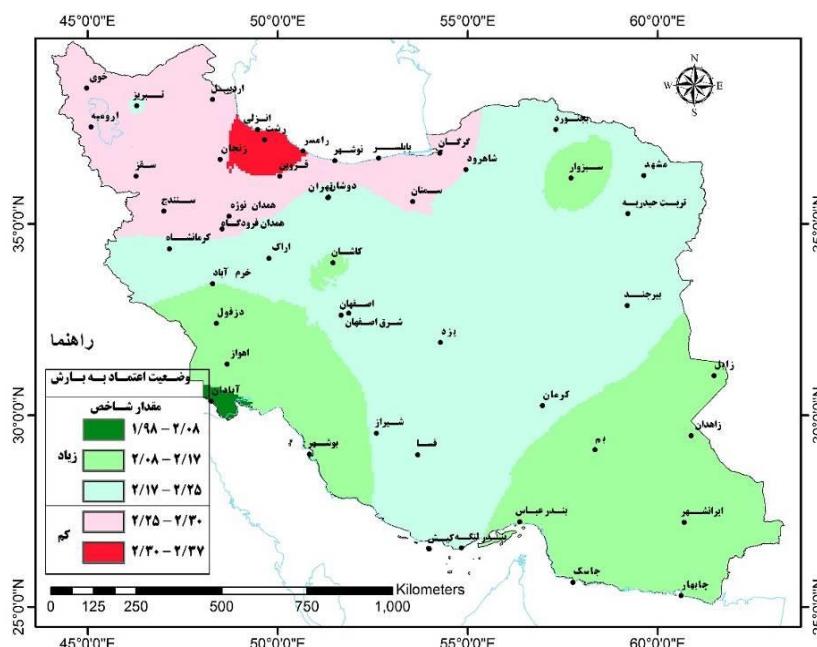 45°0'0"E 50°0'0"E 55°0'0"E 60°0'0"E
N
W E
S
خوی
تبریز
اردبیل
ارومیه
انزلی
رشت
رامسر
نوشهر
بابلسر
گرگان
بجنورد
زنجان
قزوین
شاهرود
سبزوار
مشهد
سقز
تهران
سمنان
تربت حیدریه
سنندج
همدان نوژه
همدان فرودگاه
35°0'0"N
کرمانشاه
اراک
کاشان
خرم آباد
بیرجند
اصفهان
شرق اصفهان
دزفول
یزد
اهواز
زابل
آبادان
کرمان
30°0'0"N
شیراز
زاهدان
بوشهر
فسا
بم
بندرعباس
ایرانشهر
بندر لنگه
کیش
جاسک
چابهار
راهنما
وضعیت اعتماد به بارش
مقدار شاخص
زیاد
۱/۹۸ – ۲/۰۸
۲/۰۸ – ۲/۱۷
۲/۱۷ – ۲/۲۵
کم
۲/۲۵ – ۲/۳۰
۲/۳۰ – ۲/۳۷
Kilometers
0 125 250 500 750 1,000
25°0'0"N 25°0'0"N
45°0'0"E 50°0'0"E 55°0'0"E 60°0'0"E